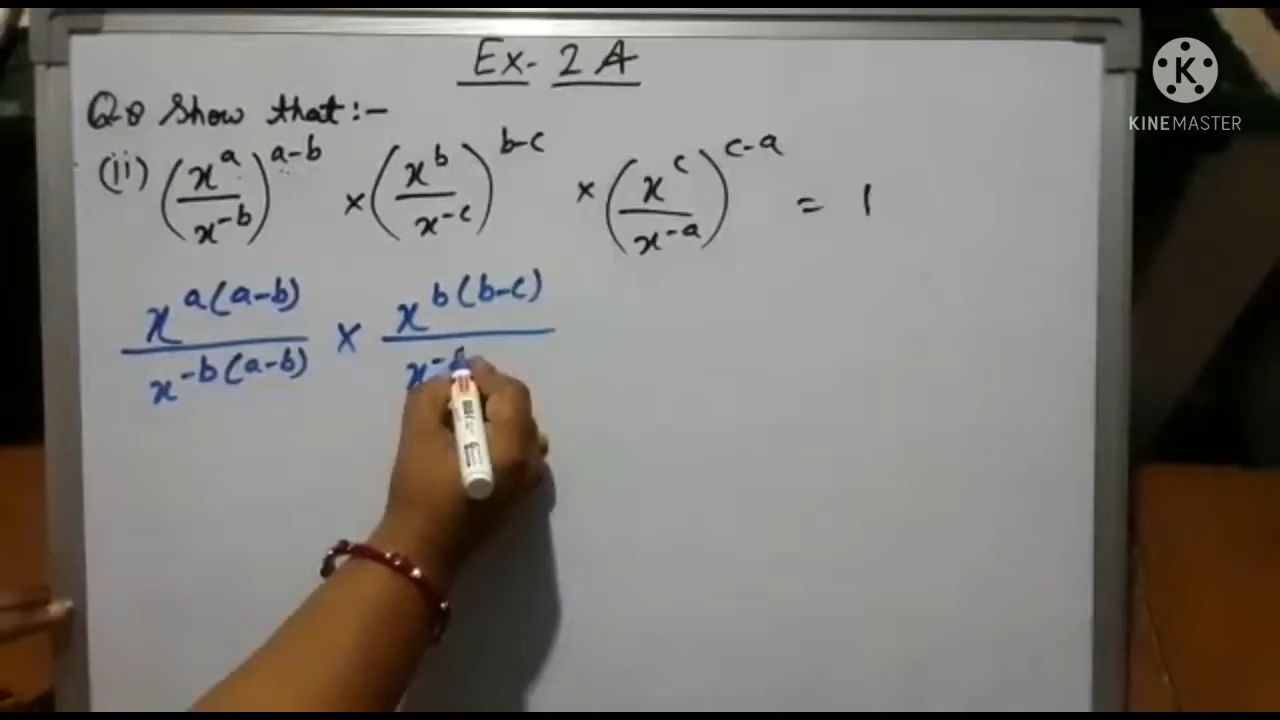 Ex- 2A
Q8 Show that:-
(ii) (x^a/x^-b)^a-b × (x^b/x^-c)^b-c × (x^c/x^-a)^c-a = 1
x^a(a-b)/x^-b(a-b) × x^b(b-c)/x^-
K
KINEMASTER